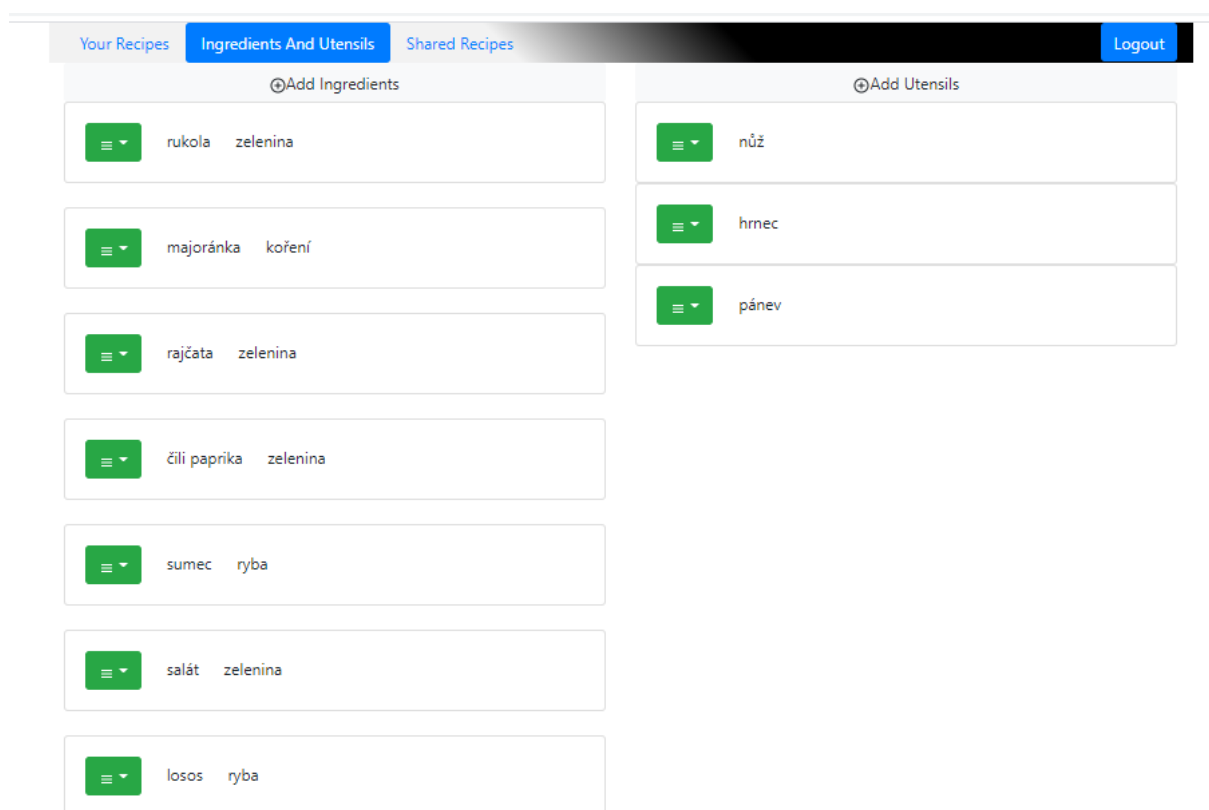 Your Recipes Ingredients And Utensils Shared Recipes Logout
Add Ingredients
rukola zelenina
majoránka koření
rajčata zelenina
čili paprika zelenina
sumec ryba
salát zelenina
losos ryba
Add Utensils
nůž
hrnec
pánev